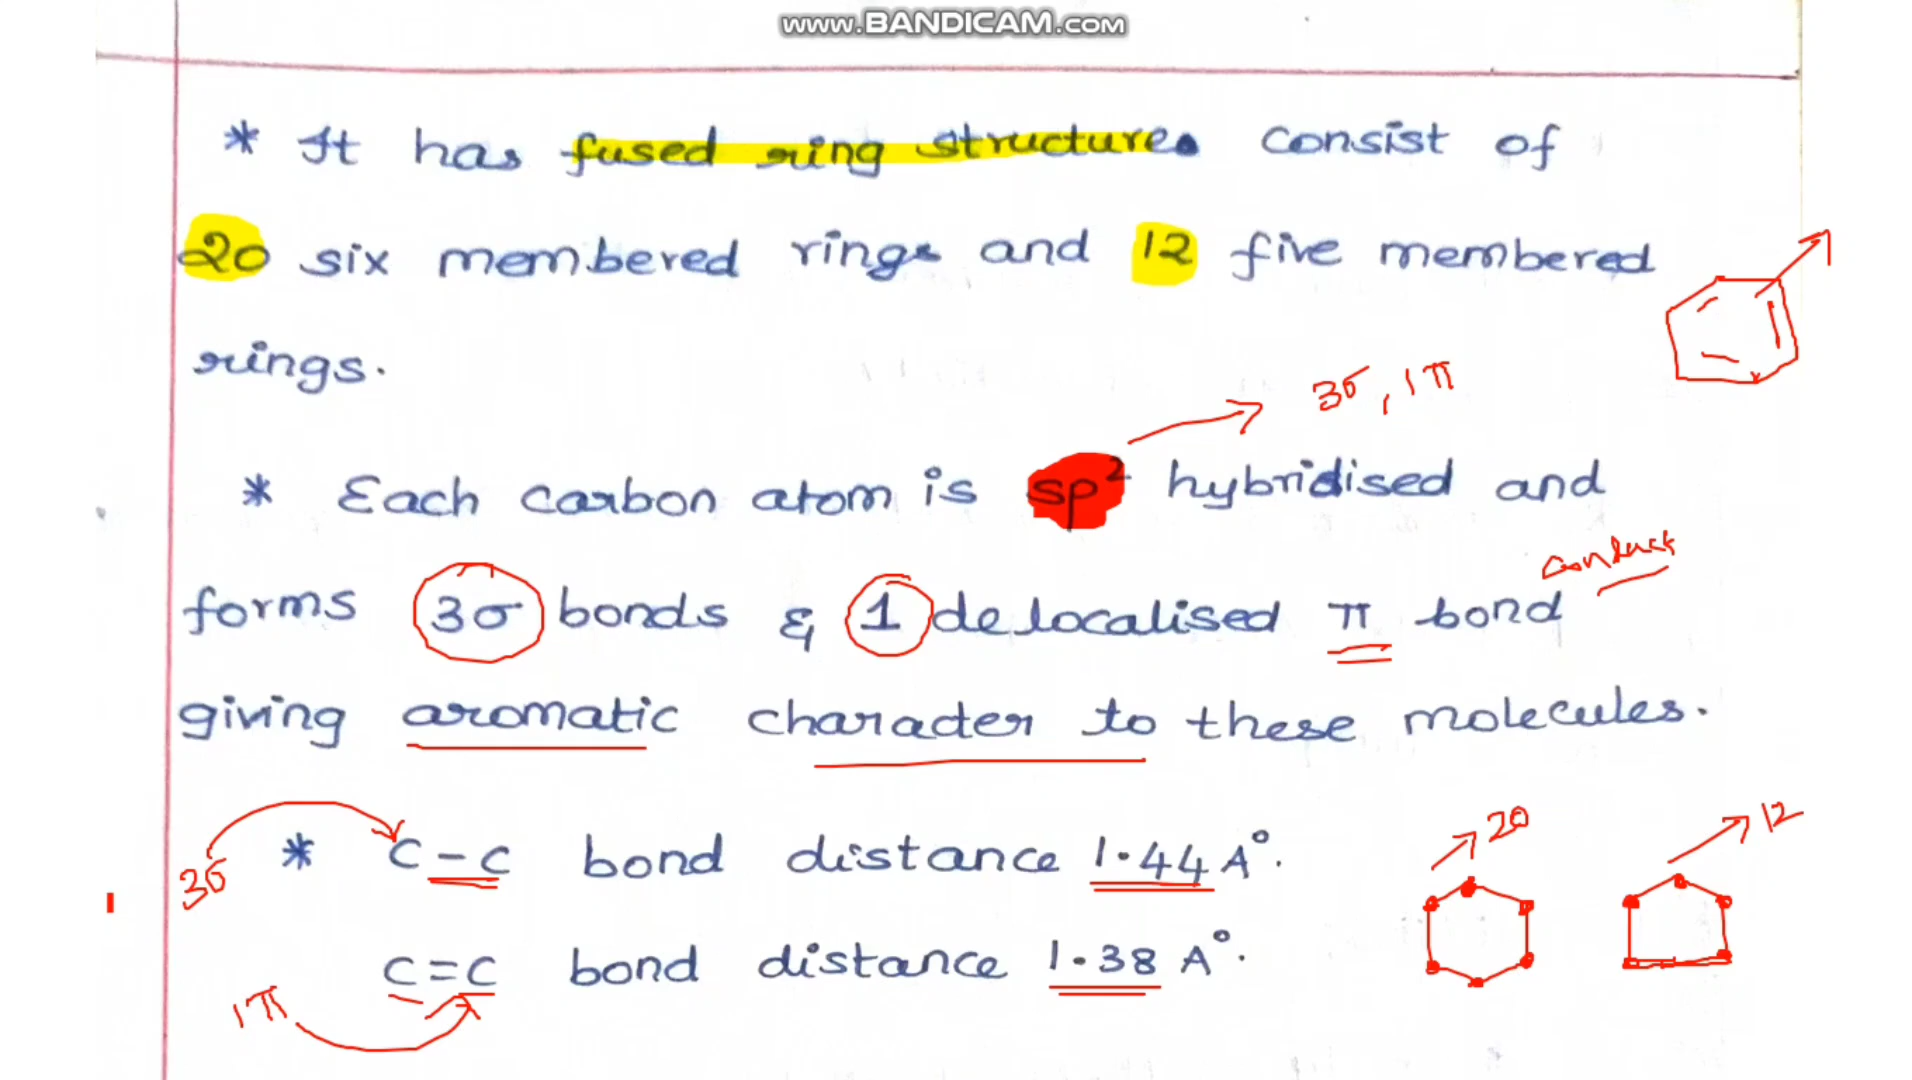 www.BANDICAM.com
* It has fused ring structures consist of
20 six membered rings and 12 five membered
rings.
3σ, 1π
* Each carbon atom is sp² hybridised and
forms 3σ bonds & 1 delocalised π bond
giving aromatic character to these molecules.
20
12
3σ
* C-C bond distance 1.44 A°.
C=C bond distance 1.38 A°.
1π